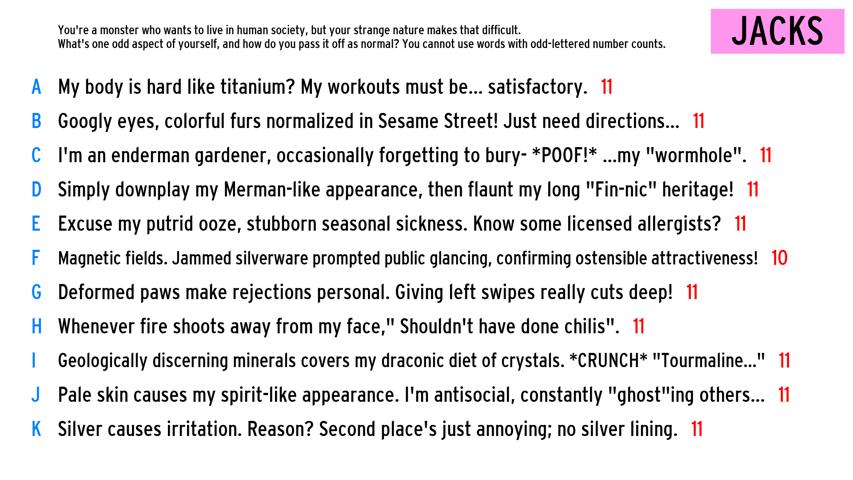 You're a monster who wants to live in human society, but your strange nature makes that difficult.
What's one odd aspect of yourself, and how do you pass it off as normal? You cannot use words with odd-lettered number counts.
JACKS
A My body is hard like titanium? My workouts must be... satisfactory. 11
B Googly eyes, colorful furs normalized in Sesame Street! Just need directions... 11
C I'm an enderman gardener, occasionally forgetting to bury- *POOF!* ...my "wormhole". 11
D Simply downplay my Merman-like appearance, then flaunt my long "Fin-nic" heritage! 11
E Excuse my putrid ooze, stubborn seasonal sickness. Know some licensed allergists? 11
F Magnetic fields. Jammed silverware prompted public glancing, confirming ostensible attractiveness! 10
G Deformed paws make rejections personal. Giving left swipes really cuts deep! 11
H Whenever fire shoots away from my face," Shouldn't have done chilis". 11
I Geologically discerning minerals covers my draconic diet of crystals. *CRUNCH* "Tourmaline..." 11
J Pale skin causes my spirit-like appearance. I'm antisocial, constantly "ghost"ing others... 11
K Silver causes irritation. Reason? Second place's just annoying; no silver lining. 11